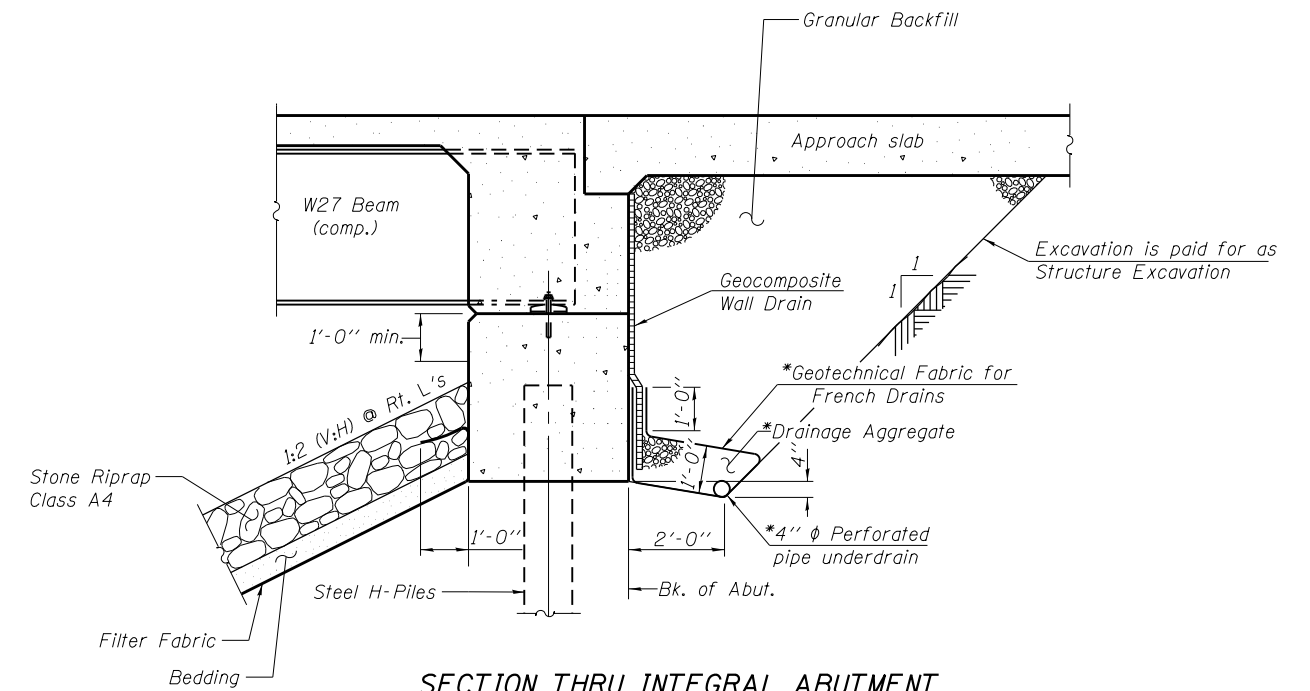 Granular Backfill
Approach slab
W27 Beam
(comp.)
Excavation is paid for as
Structure Excavation
1
1
Geocomposite
Wall Drain
1'-0" min.
*Geotechnical Fabric for
French Drains
1'-0"
1:2 (V:H) @ Rt. L's
*Drainage Aggregate
Stone Riprap
Class A4
1'-0"
4"
1'-0"
2'-0"
*4" ϕ Perforated
pipe underdrain
Steel H-Piles
Bk. of Abut.
Filter Fabric
Bedding
SECTION THRU INTEGRAL ABUTMENT